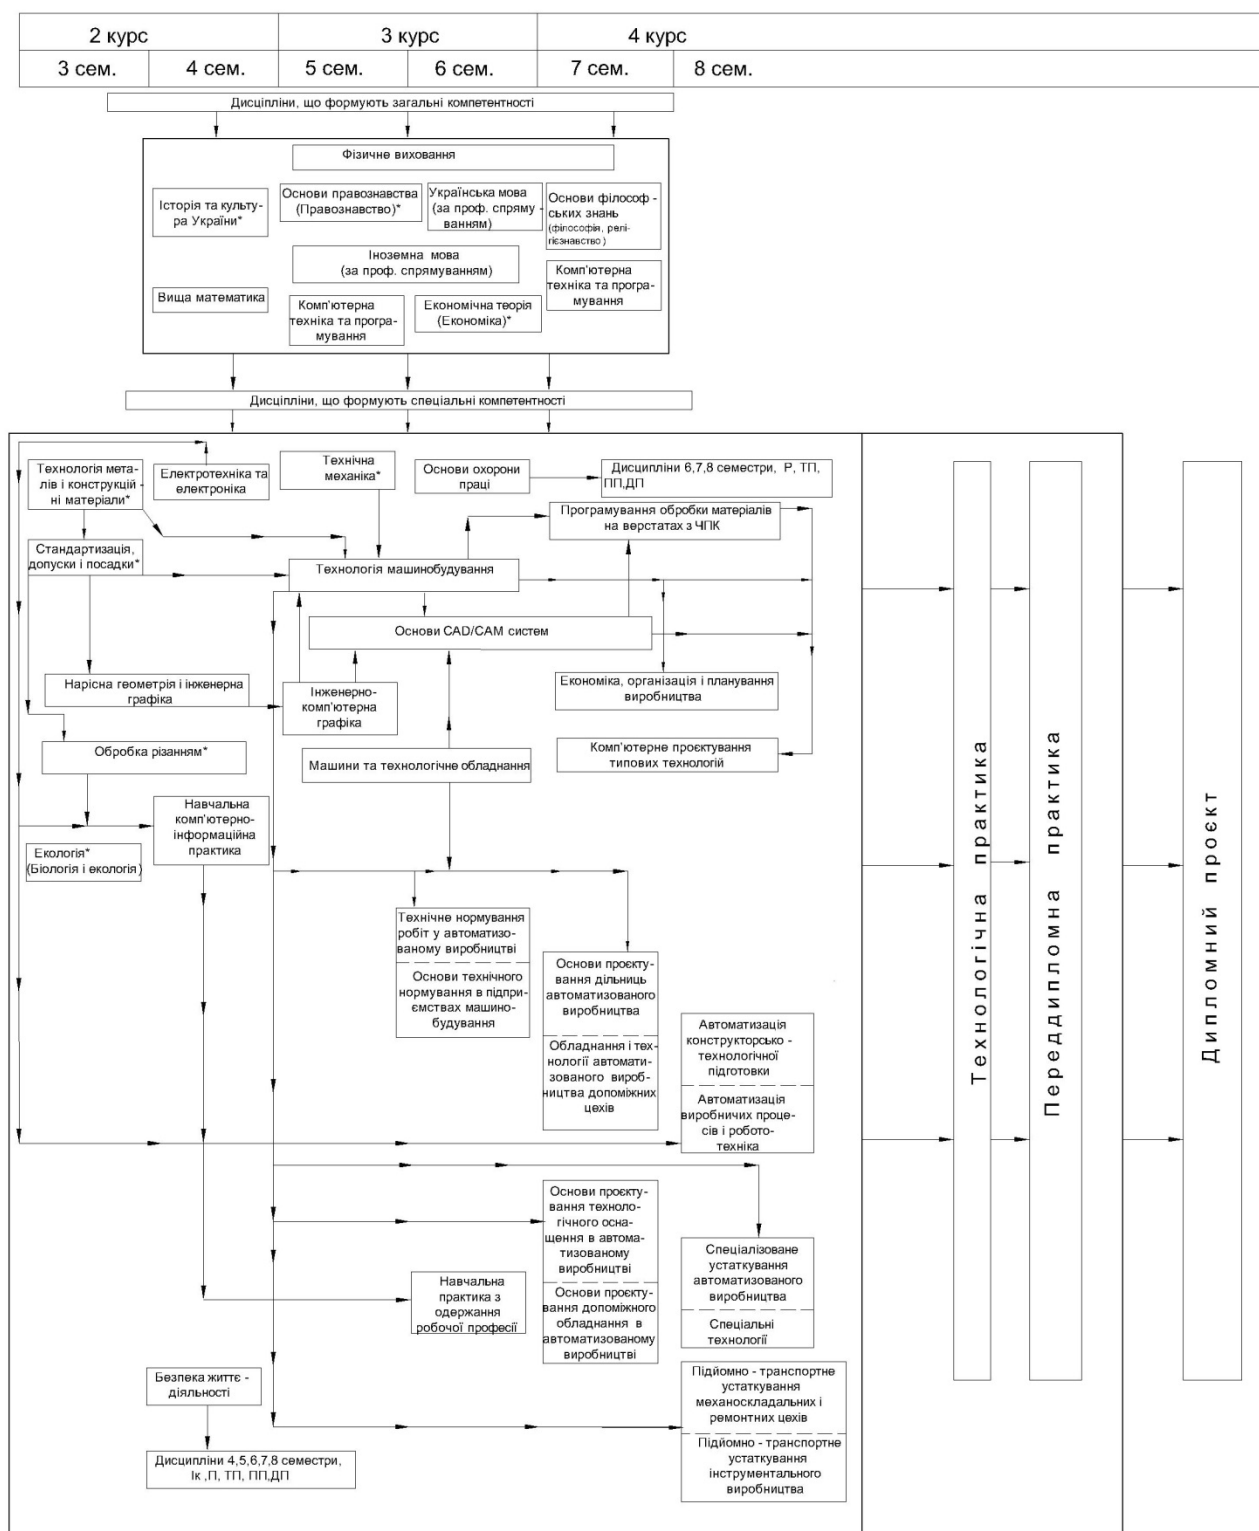 2 курс
3 курс
4 курс
3 сем.
4 сем.
5 сем.
6 сем.
7 сем.
8 сем.
Дисципліни, що формують загальні компетентності
Фізичне виховання
Історія та культу-
ра України*
Основи правознавства
(Правознавство)*
Українська мова
(за проф. спряму -
ванням)
Основи філософ -
ських знань
(філософія, релі-
гієзнавство )
Іноземна мова
(за проф. спрямуванням)
Вища математика
Комп'ютерна
техніка та програ-
мування
Економічна теорія
(Економіка)*
Комп'ютерна
техніка та програ-
мування
Дисципліни, що формують спеціальні компетентності
Технологія мета-
лів і конструкцій -
ні матеріали*
Електротехніка та
електроніка
Технічна
механіка*
Основи охорони
праці
Дисципліни 6,7,8 семестри, Р, ТП,
ПП,ДП
Програмування обробки матеріалів
на верстатах з ЧПК
Стандартизація,
допуски і посадки*
Технологія машинобудування
Основи CAD/CAM систем
Нарісна геометрія і інженерна
графіка
Інженерно-
комп'ютерна
графіка
Економіка, організація і планування
виробництва
Обробка різанням*
Машини та технологічне обладнання
Комп'ютерне проєктування
типових технологій
Навчальна
комп'ютерно-
інформаційна
практика
Екологія*
(Біологія і екологія)
Технічне нормування
робіт у автоматизо-
ваному виробництві
Основи технічного
нормування в підпри-
ємствах машино-
будування
Основи проєкту-
вання дільниць
автоматизованого
виробництва
Обладнання і тех-
нології автомати-
зованого вироб-
ництва допоміжних
цехів
Автоматизація
конструкторсько -
технологічної
підготовки
Автоматизація
виробничих проце-
сів і робото-
техніка
Основи проєкту-
вання техноло-
гічного осна-
щення в автома-
тизованому
виробництві
Основи проєкту-
вання допоміжного
обладнання в
автоматизованому
виробництві
Спеціалізоване
устаткування
автоматизованого
виробництва
Спеціальні
технології
Навчальна
практика з
одержання
робочої професії
Безпека життє -
діяльності
Дисципліни 4,5,6,7,8 семестри,
Ік ,П, ТП, ПП,ДП
Підйомно - транспортне
устаткування
механоскладальних і
ремонтних цехів
Підйомно - транспортне
устаткування
інструментального
виробництва
Технологічна практика
Переддипломна практика
Дипломний проєкт